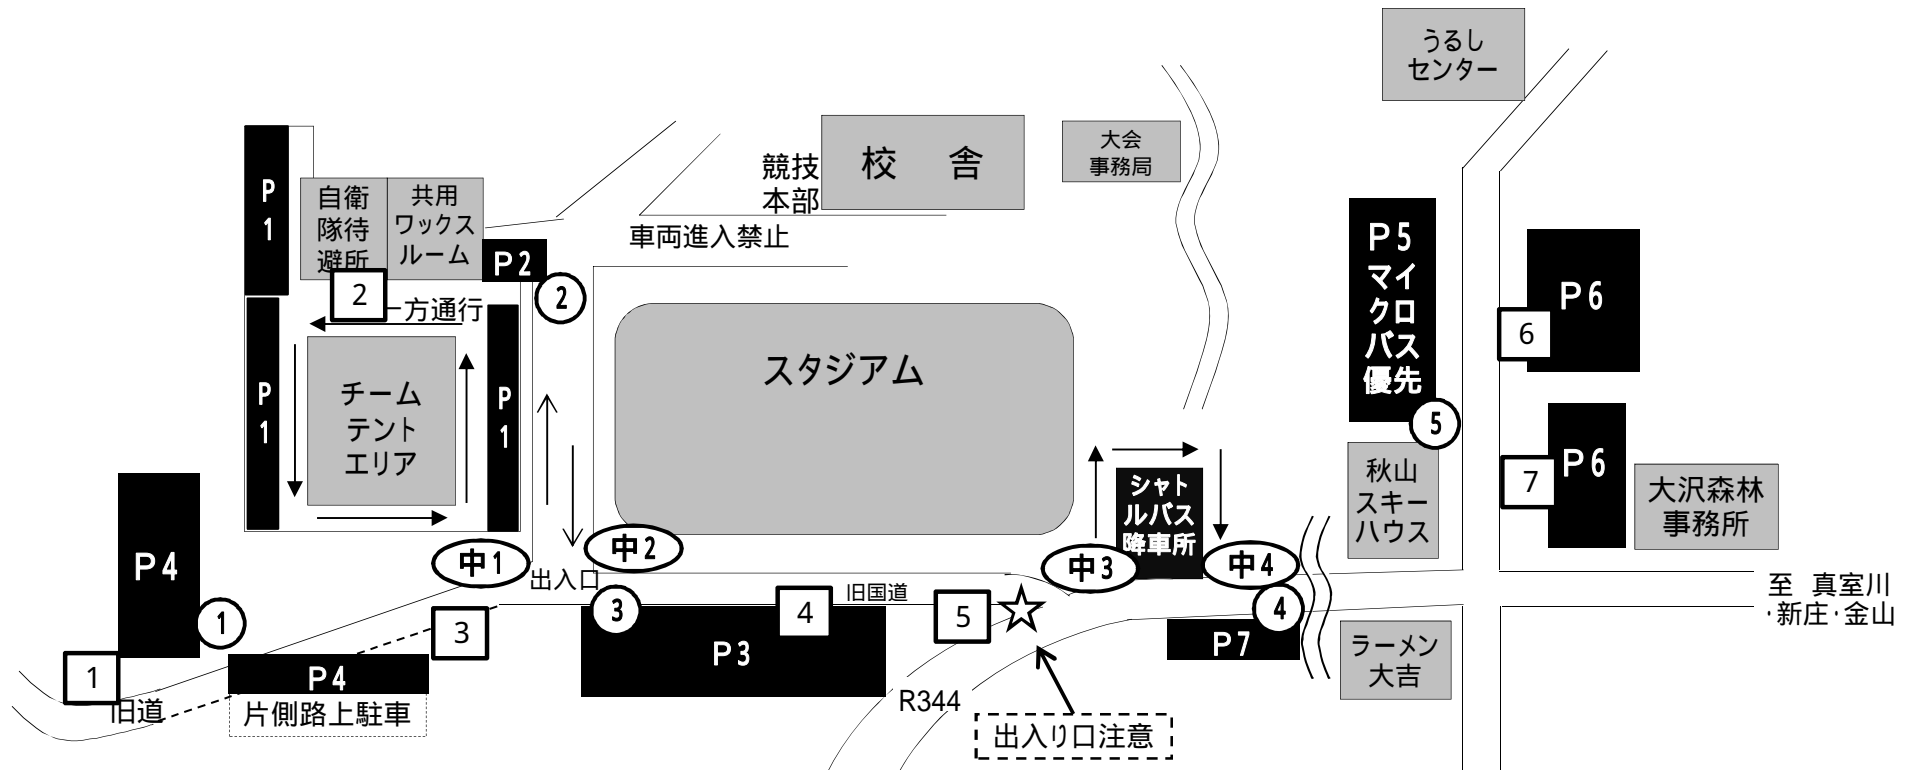 うるし
センター
校　舎
競技
本部
大会
事務局
車両進入禁止
P
1
自衛
隊待
避所
共用
ワックス
ルーム
P2
2
2
一方通行
P
1
P
1
チーム
テント
エリア
スタジアム
P5
マイ
クロ
バス
優先
5
P6
6
P6
7
秋山
スキー
ハウス
大沢森林
事務所
シャト
ルバス
降車所
P4
1
1
中1
中2
中3
中4
出入口
3
旧国道
4
5
☆
4
3
P3
P7
P4
旧道
片側路上駐車
R344
出入り口注意
ラーメン
大吉
至 真室川
・新庄・金山